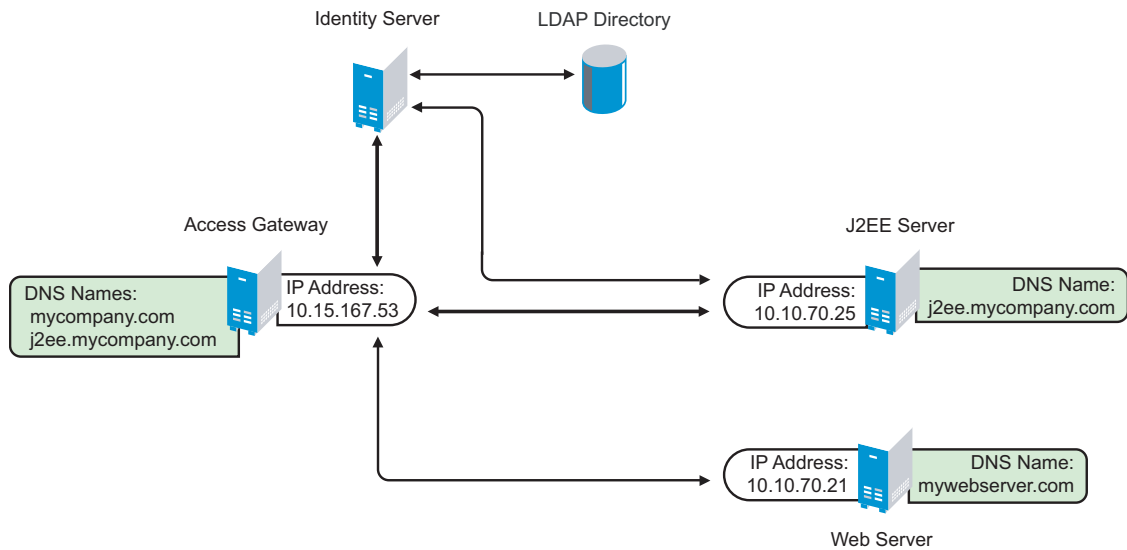 Identity Server
LDAP Directory
Access Gateway
J2EE Server
DNS Names:
mycompany.com
j2ee.mycompany.com
IP Address:
10.15.167.53
IP Address:
10.10.70.25
DNS Name:
j2ee.mycompany.com
IP Address:
10.10.70.21
DNS Name:
mywebserver.com
Web Server